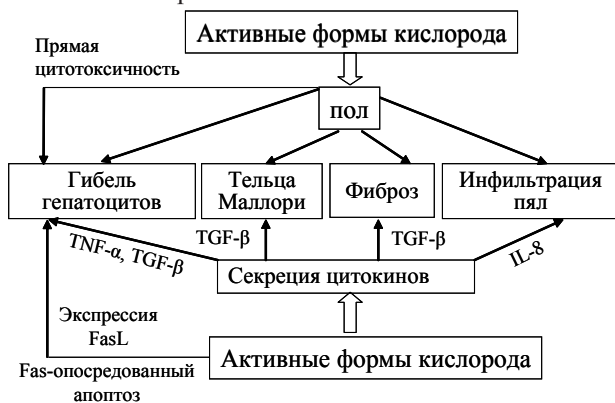 Активные формы кислорода
Прямая
цитотоксичность
пол
Гибель
гепатоцитов
Тельца
Маллори
Фиброз
Инфильтрация
пял
TNF-α, TGF-β
TGF-β
TGF-β
IL-8
Секреция цитокинов
Экспрессия
FasL
Активные формы кислорода
Fas-опосредованный
апоптоз